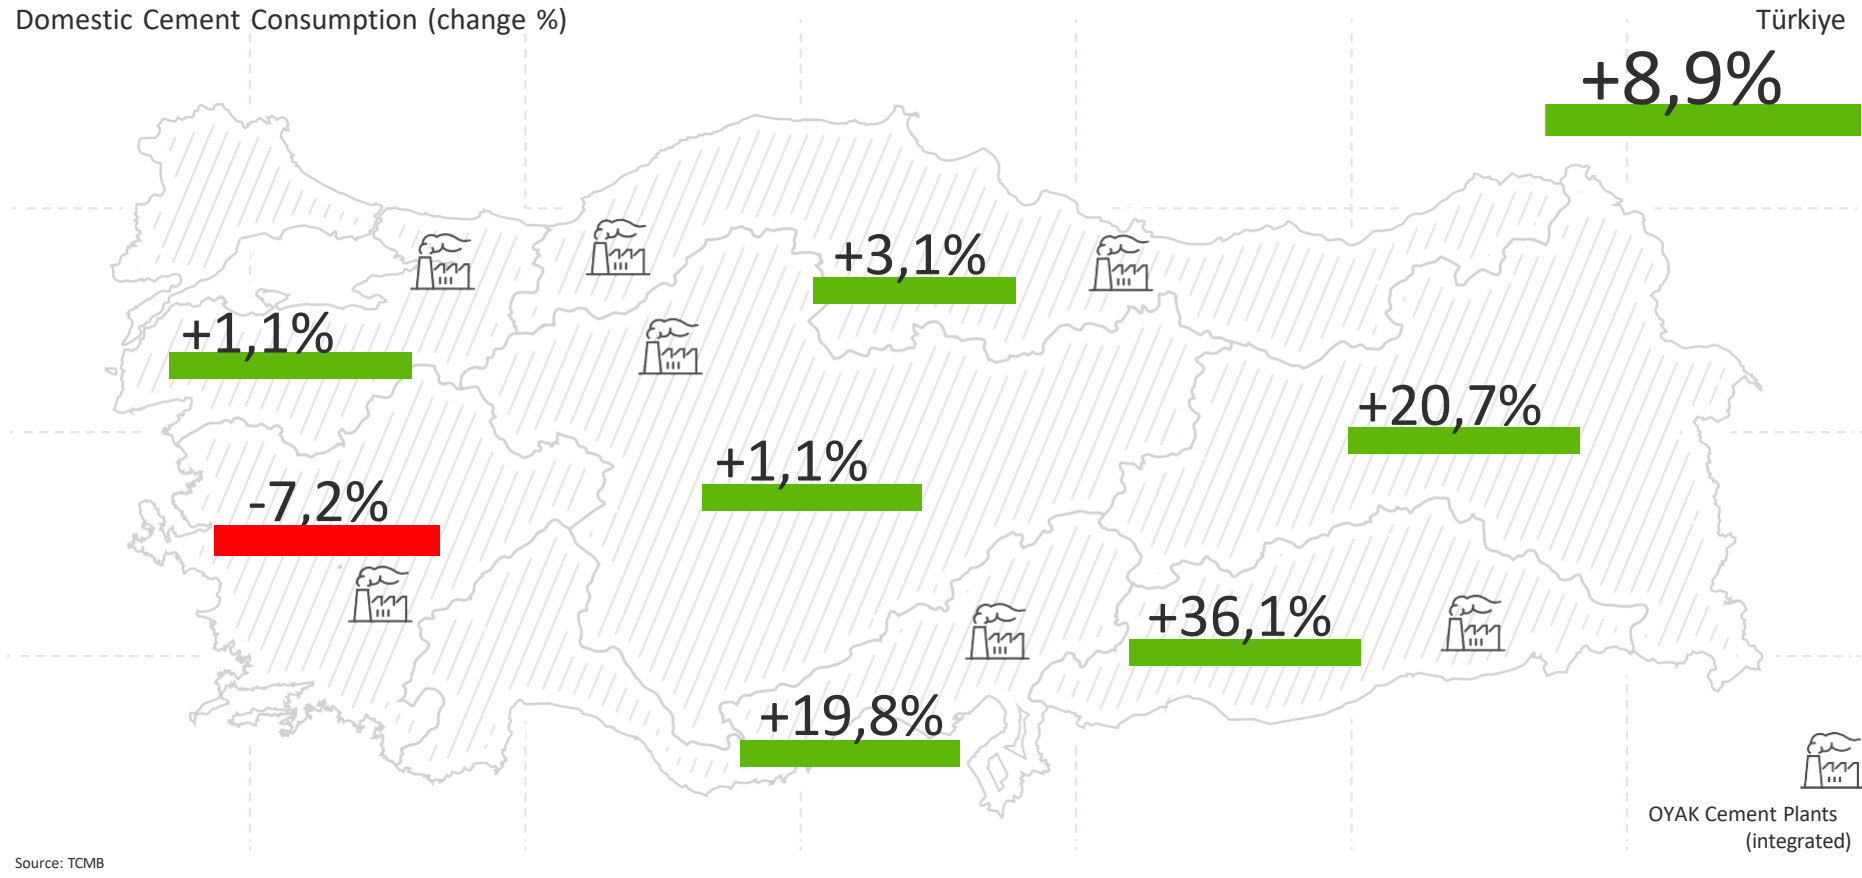 Domestic Cement Consumption (change %)
Türkiye
+8,9%
+3,1%
+1,1%
+20,7%
+1,1%
-7,2%
+36,1%
+19,8%
OYAK Cement Plants
(integrated)
Source: TCMB